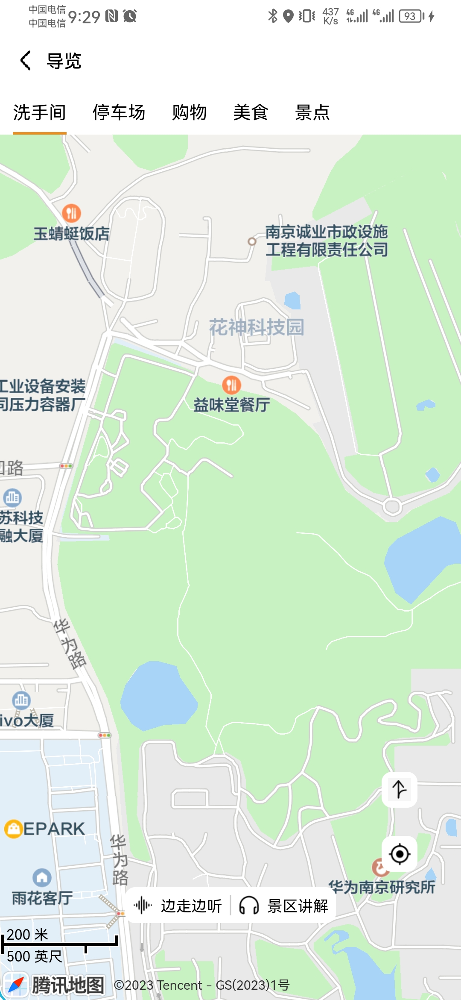 中国电信
中国电信
9:29
437
K/s
4G
4G
93
导览
洗手间 停车场 购物 美食 景点
玉蜻蜓饭店
南京诚业市政设施
工程有限责任公司
花神科技园
工业设备安装
司压力容器厂
益味堂餐厅
路
苏科技
融大厦
华为路
ivo大厦
EPARK
华为路
雨花客厅
华为南京研究所
边走边听 景区讲解
200 米
500 英尺
腾讯地图 ©2023 Tencent - GS(2023)1号